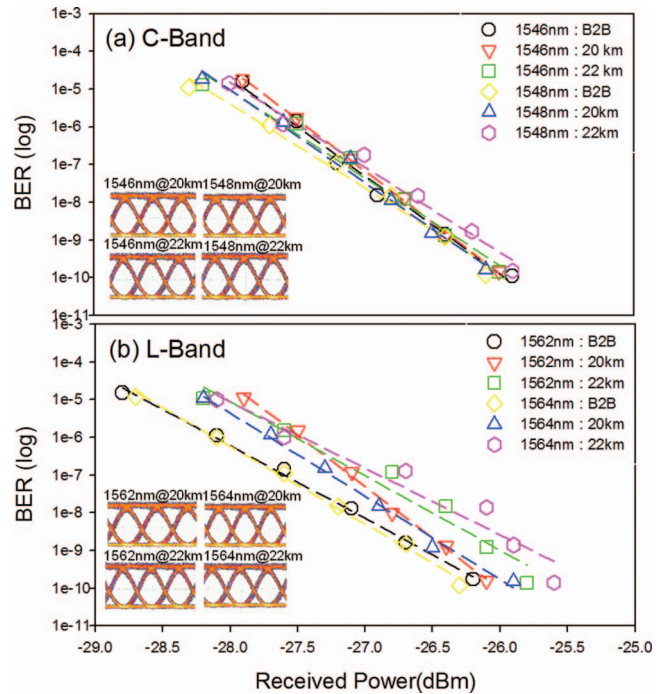 1e-3
(a) C-Band
1546nm : B2B
1546nm : 20 km
1546nm : 22 km
1548nm : B2B
1548nm : 20km
1548nm : 22km
1e-4
1e-5
1e-6
1e-7
1e-8
1e-9
1e-10
1e-11
BER (log)
1546nm@20km 1548nm@20km
1546nm@22km 1548nm@22km
1e-3
(b) L-Band
1562nm : B2B
1562nm : 20km
1562nm : 22km
1564nm : B2B
1564nm : 20km
1564nm : 22km
1e-4
1e-5
1e-6
1e-7
1e-8
1e-9
1e-10
1e-11
BER (log)
1562nm@20km 1564nm@20km
1562nm@22km 1564nm@22km
-29.0 -28.5 -28.0 -27.5 -27.0 -26.5 -26.0 -25.5 -25.0
Received Power(dBm)